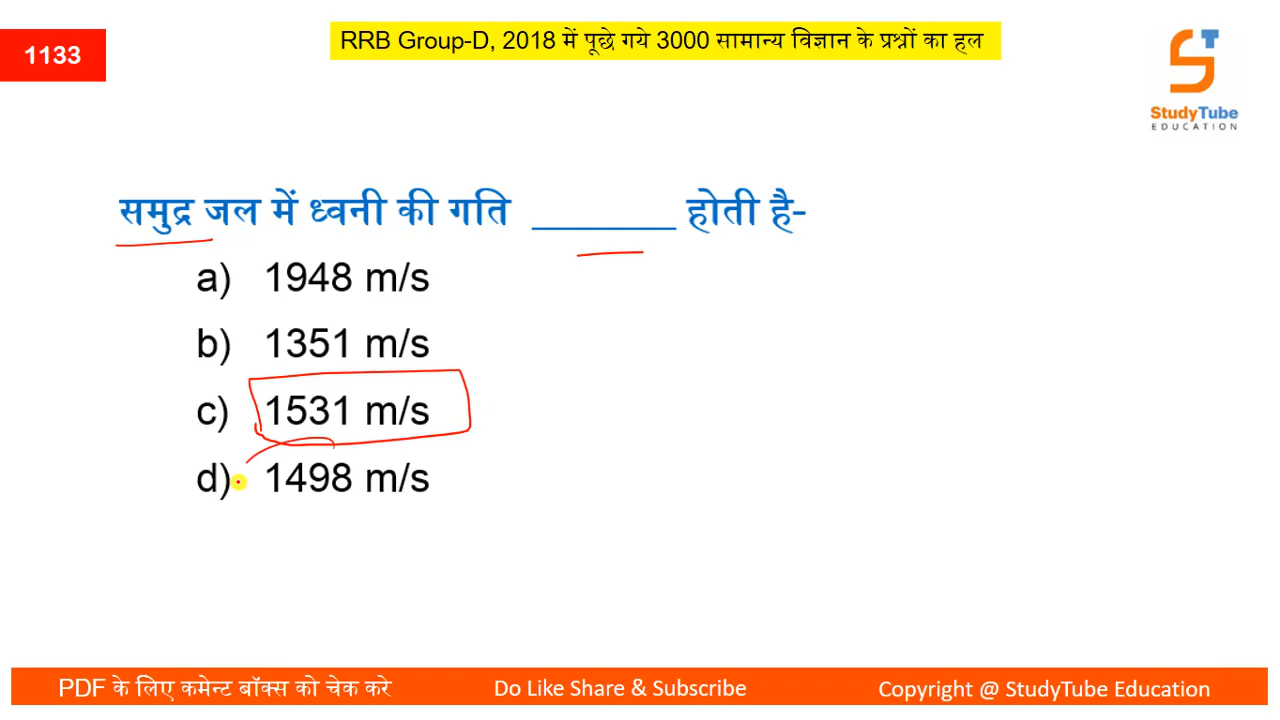 1133
RRB Group-D, 2018 में पूछे गये 3000 सामान्य विज्ञान के प्रश्नों का हल
StudyTube
EDUCATION
समुद्र जल में ध्वनी की गति _______ होती है-
a) 1948 m/s
b) 1351 m/s
c) 1531 m/s
d) 1498 m/s
PDF के लिए कमेन्ट बॉक्स को चेक करे
Do Like Share & Subscribe
Copyright @ StudyTube Education